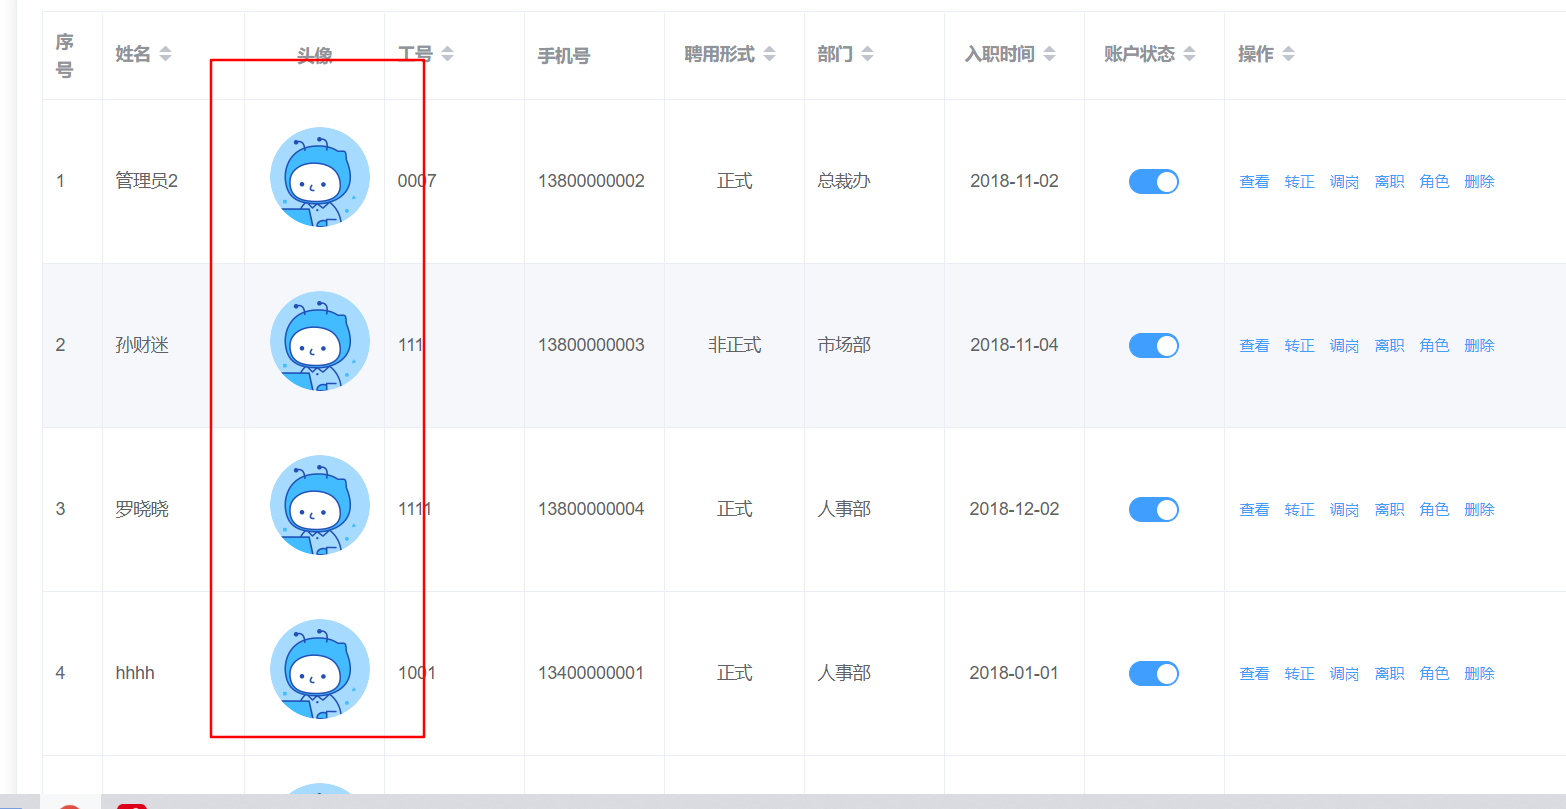 序号 姓名 头像 工号 手机号 聘用形式 部门 入职时间 账户状态 操作
1 管理员2 0007 13800000002 正式 总裁办 2018-11-02 查看 转正 调岗 离职 角色 删除
2 孙财迷 111 13800000003 非正式 市场部 2018-11-04 查看 转正 调岗 离职 角色 删除
3 罗晓晓 1111 13800000004 正式 人事部 2018-12-02 查看 转正 调岗 离职 角色 删除
4 hhhh 1001 13400000001 正式 人事部 2018-01-01 查看 转正 调岗 离职 角色 删除